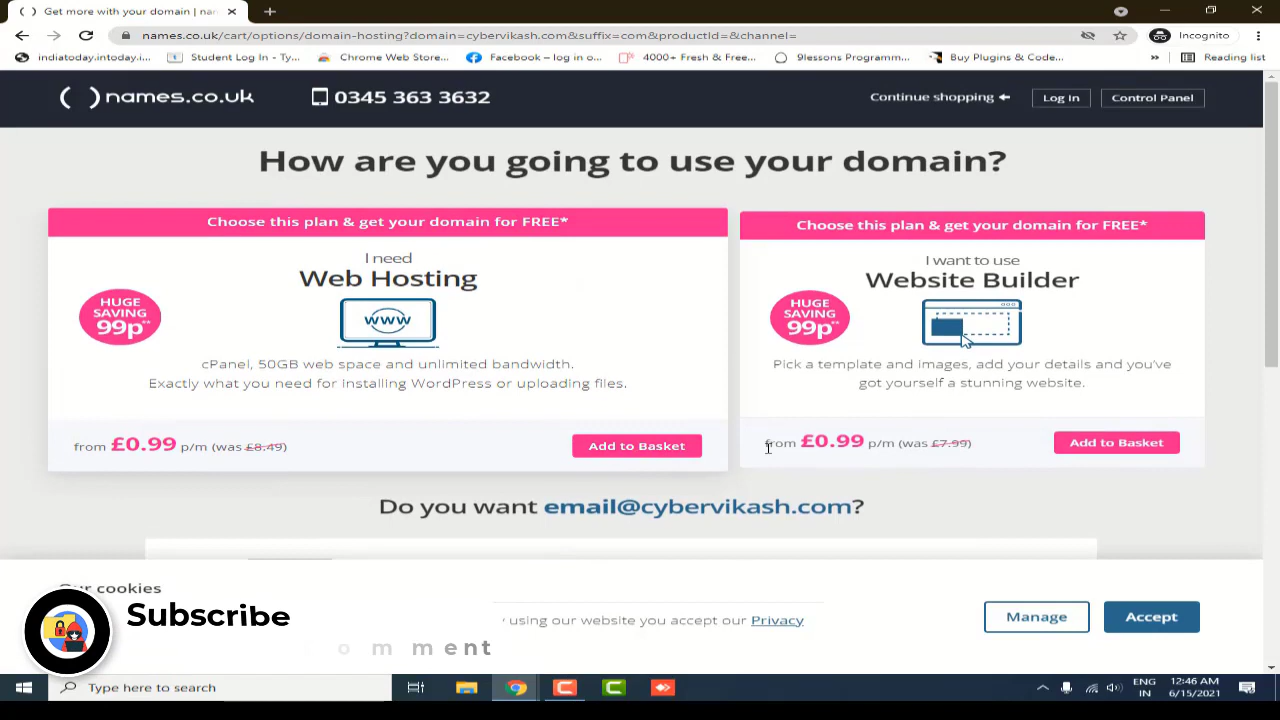 Get more with your domain | nan
names.co.uk/cart/options/domain-hosting?domain=cybervikash.com&suffix=com&productId=&channel=
Incognito
indiatoday.intoday.i...
Student Log In - Ty...
Chrome Web Store...
Facebook – log in o...
4000+ Fresh & Free...
9lessons Programm...
Buy Plugins & Code...
Reading list
names.co.uk
0345 363 3632
Continue shopping
Log In
Control Panel
How are you going to use your domain?
Choose this plan & get your domain for FREE*
I need
Web Hosting
HUGE
SAVING
99p**
www
cPanel, 50GB web space and unlimited bandwidth.
Exactly what you need for installing WordPress or uploading files.
from £0.99 p/m (was £8.49)
Add to Basket
Choose this plan & get your domain for FREE*
I want to use
Website Builder
HUGE
SAVING
99p**
Pick a template and images, add your details and you've
got yourself a stunning website.
from £0.99 p/m (was £7.99)
Add to Basket
Do you want email@cybervikash.com?
Our cookies
using our website you accept our Privacy
Manage
Accept
Subscribe
omment
Type here to search
ENG
IN
12:46 AM
6/15/2021